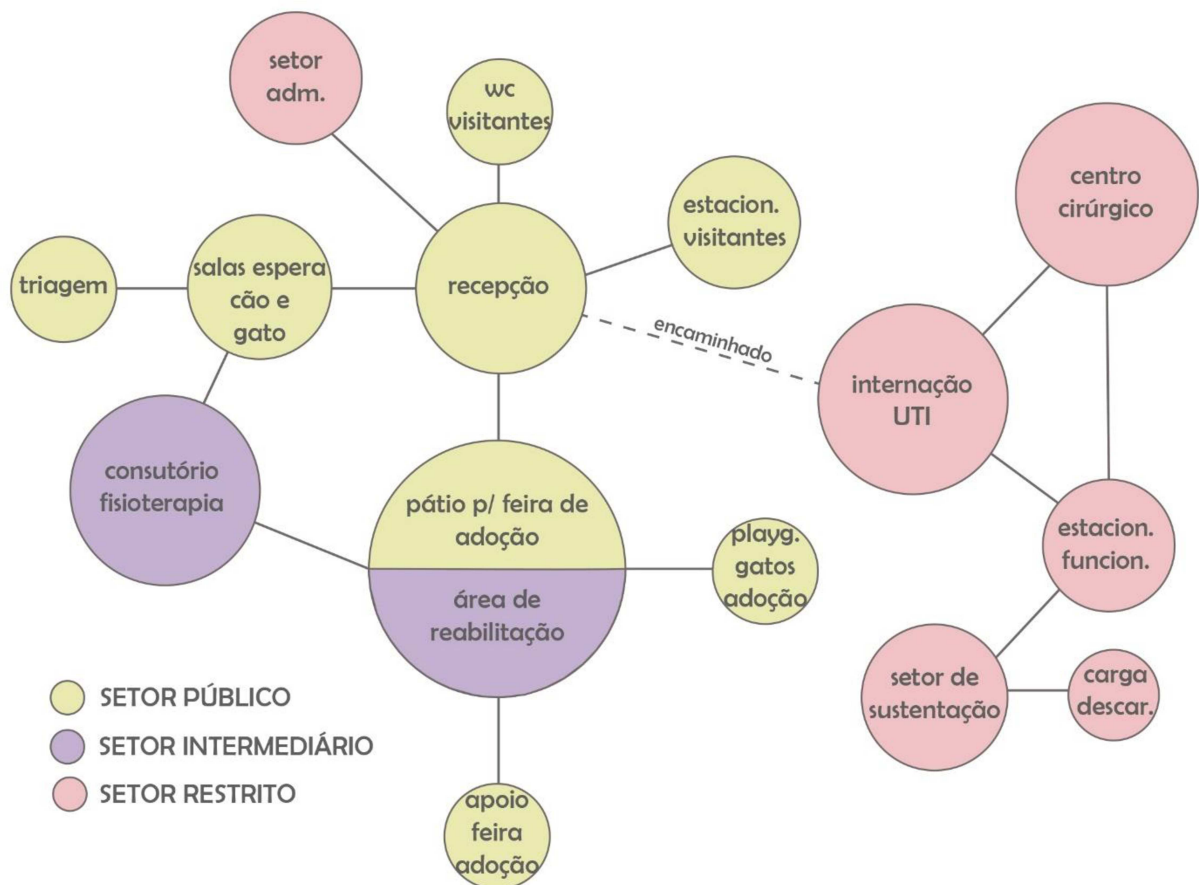 setor
adm.
wc
visitantes
estacion.
visitantes
centro
cirúrgico
triagem
salas espera
cão e
gato
recepção
encaminhado
internação
UTI
consutório
fisioterapia
pátio p/ feira de
adoção
área de
reabilitação
playg.
gatos
adoção
estacion.
funcion.
setor de
sustentação
carga
descar.
SETOR PÚBLICO
SETOR INTERMEDIÁRIO
SETOR RESTRITO
apoio
feira
adoção